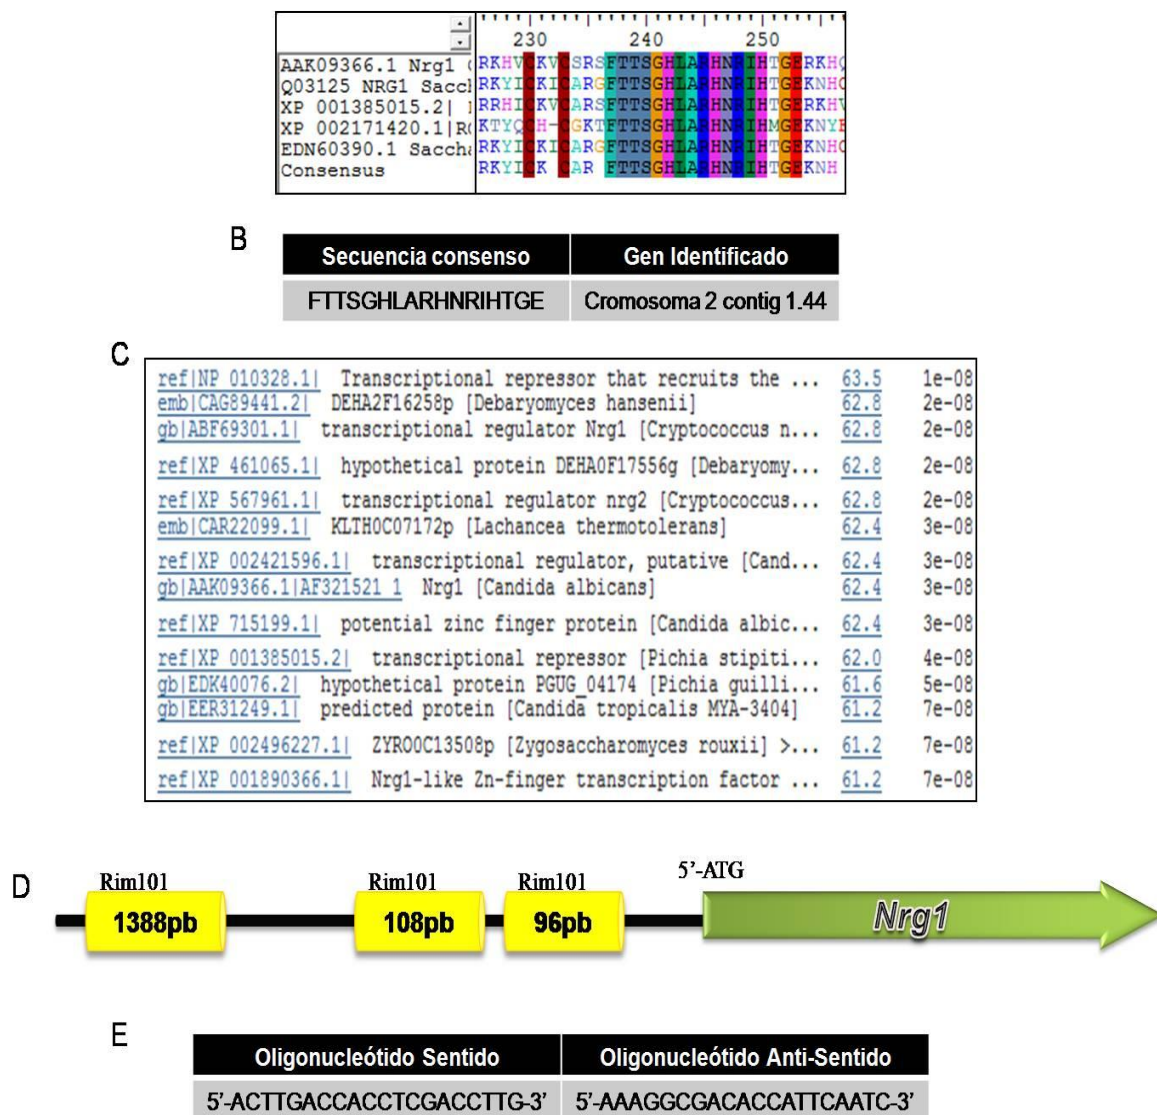 230 240 250
AAK09366.1 Nrg1 RKHVCKVCSRSFTTSGHLARHNRIHTGERKHQ
Q03125 NRG1 Sacc RKYICKICARGFTTSGHLARHNRIHTGEKNHQ
XP 001385015.2| RRHICKVCARSFTTSGHLARHNRIHTGERKHV
XP 002171420.1| KTYQCH-CGKTFTTSGHLARHNRIHMGEKNYE
EDN60390.1 Saccha RKYICKICARGFTTSGHLARHNRIHTGEKNHQ
Consensus RKYICK CAR FTTSGHLARHNRIHTGEKNH
B
Secuencia consenso Gen Identificado
FTTSGHLARHNRIHTGE Cromosoma 2 contig 1.44
C
ref|NP 010328.1| Transcriptional repressor that recruits the ... 63.5 1e-08
emb|CAG89441.2| DEHA2F16258p [Debaryomyces hansenii] 62.8 2e-08
gb|ABF69301.1| transcriptional regulator Nrg1 [Cryptococcus n... 62.8 2e-08
ref|XP 461065.1| hypothetical protein DEHA0F17556g [Debaryomy... 62.8 2e-08
ref|XP 567961.1| transcriptional regulator nrg2 [Cryptococcus... 62.8 2e-08
emb|CAR22099.1| KLTH0C07172p [Lachancea thermotolerans] 62.4 3e-08
ref|XP 002421596.1| transcriptional regulator, putative [Cand... 62.4 3e-08
gb|AAK09366.1|AF321521 1 Nrg1 [Candida albicans] 62.4 3e-08
ref|XP 715199.1| potential zinc finger protein [Candida albic... 62.4 3e-08
ref|XP 001385015.2| transcriptional repressor [Pichia stipiti... 62.0 4e-08
gb|EDK40076.2| hypothetical protein PGUG_04174 [Pichia guilli... 61.6 5e-08
gb|EER31249.1| predicted protein [Candida tropicalis MYA-3404] 61.2 7e-08
ref|XP 002496227.1| ZYRO0C13508p [Zygosaccharomyces rouxii] >... 61.2 7e-08
ref|XP 001890366.1| Nrg1-like Zn-finger transcription factor ... 61.2 7e-08
D
Rim101 Rim101 Rim101 5'-ATG
1388pb 108pb 96pb Nrg1
E
Oligonucleótido Sentido Oligonucleótido Anti-Sentido
5'-ACTTGACCACCTCGACCTTG-3' 5'-AAAGGCGACACCATTCAATC-3'